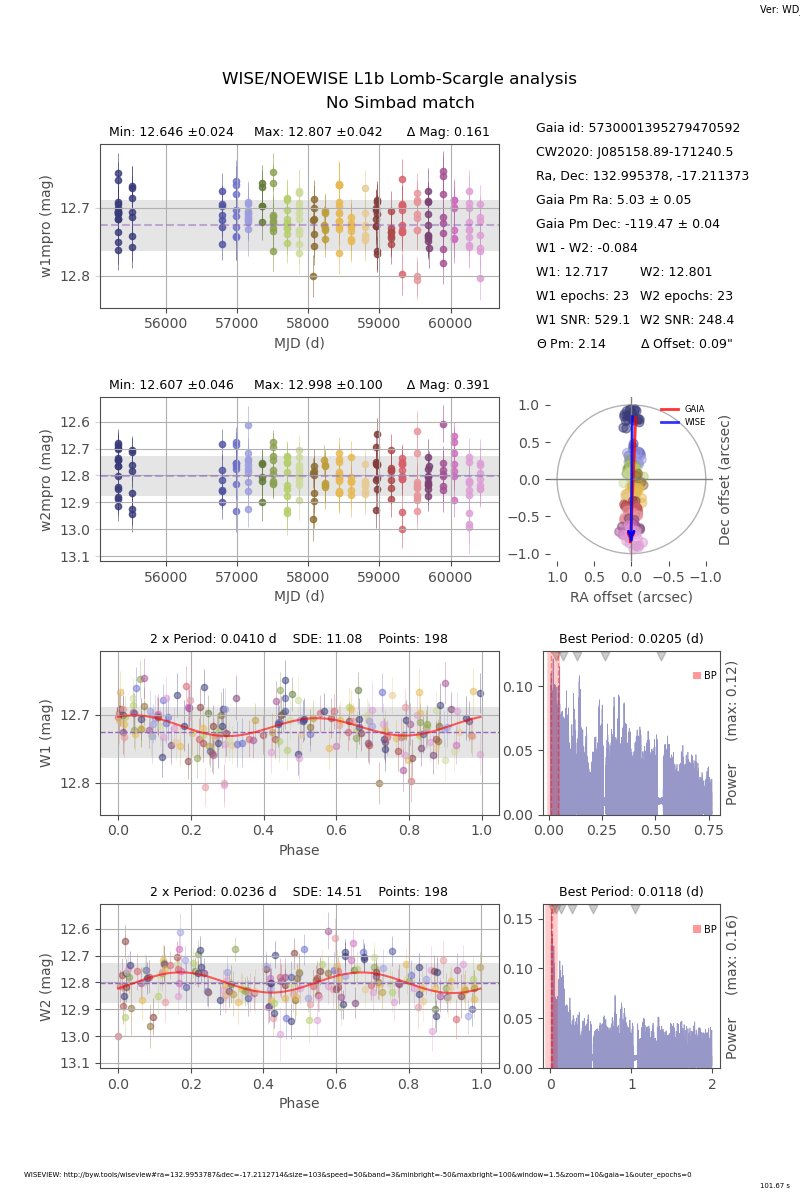 Ver: WD_
WISE/NOEWISE L1b Lomb-Scargle analysis
No Simbad match
Min: 12.646 ±0.024 Max: 12.807 ±0.042 Δ Mag: 0.161
w1mpro (mag)
12.7
12.8
56000 57000 58000 59000 60000
MJD (d)
Gaia id: 5730001395279470592
CW2020: J085158.89-171240.5
Ra, Dec: 132.995378, -17.211373
Gaia Pm Ra: 5.03 ± 0.05
Gaia Pm Dec: -119.47 ± 0.04
W1 - W2: -0.084
W1: 12.717 W2: 12.801
W1 epochs: 23 W2 epochs: 23
W1 SNR: 529.1 W2 SNR: 248.4
Θ Pm: 2.14 Δ Offset: 0.09"
Min: 12.607 ±0.046 Max: 12.998 ±0.100 Δ Mag: 0.391
w2mpro (mag)
12.6
12.7
12.8
12.9
13.0
13.1
56000 57000 58000 59000 60000
MJD (d)
GAIA
WISE
1.0
0.5
0.0
−0.5
−1.0
Dec offset (arcsec)
1.0 0.5 0.0 −0.5 −1.0
RA offset (arcsec)
2 x Period: 0.0410 d SDE: 11.08 Points: 198
W1 (mag)
12.7
12.8
0.0 0.2 0.4 0.6 0.8 1.0
Phase
Best Period: 0.0205 (d)
BP
0.10
0.05
0.00
Power (max: 0.12)
0.00 0.25 0.50 0.75
2 x Period: 0.0236 d SDE: 14.51 Points: 198
W2 (mag)
12.6
12.7
12.8
12.9
13.0
13.1
0.0 0.2 0.4 0.6 0.8 1.0
Phase
Best Period: 0.0118 (d)
BP
0.15
0.10
0.05
0.00
Power (max: 0.16)
0 1 2
WISEVIEW: http://byw.tools/wiseview#ra=132.9953787&dec=-17.2112714&size=103&speed=50&band=3&minbright=-50&maxbright=100&window=1.5&zoom=10&gaia=1&outer_epochs=0
101.67 s